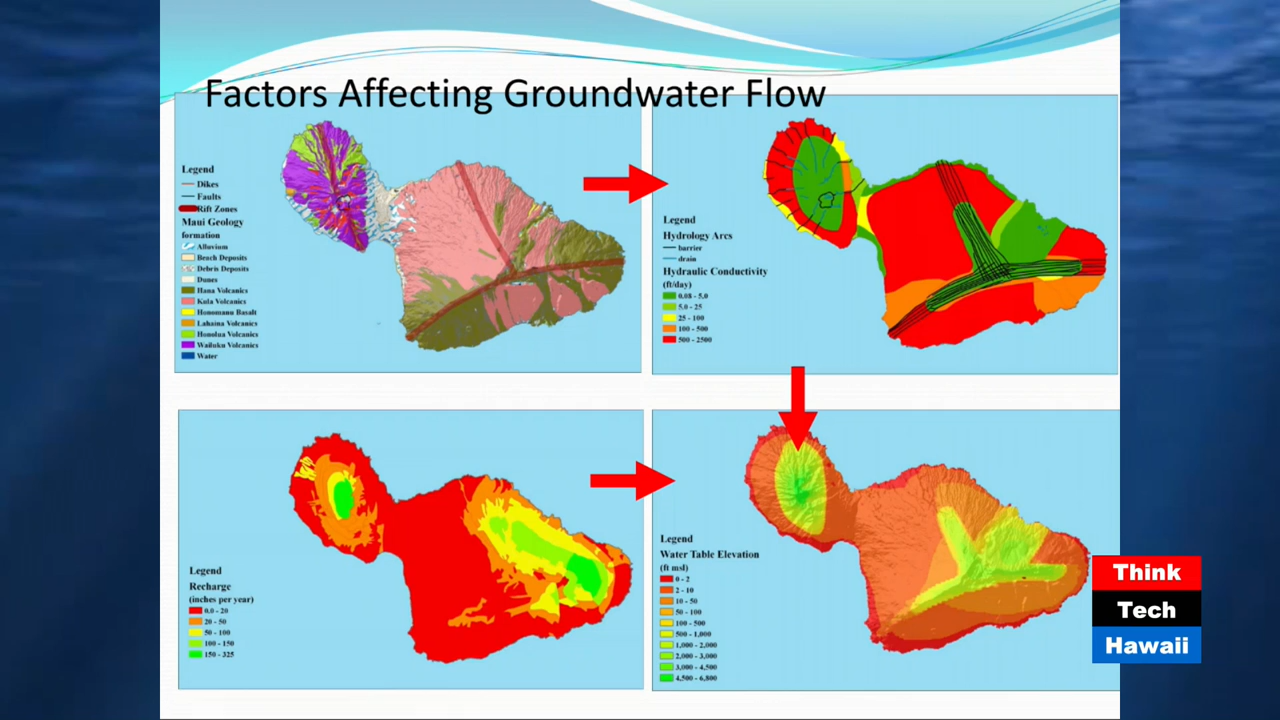 Factors Affecting Groundwater Flow
Legend
Dikes
Faults
Rift Zones
Maui Geology
formation
Alluvium
Beach Deposits
Debris Deposits
Dunes
Hana Volcanics
Kula Volcanics
Honomanu Basalt
Lahaina Volcanics
Honolua Volcanics
Wailuku Volcanics
Water
Legend
Hydrology Arcs
barrier
drain
Hydraulic Conductivity
(ft/day)
0.08 - 5.0
5.0 - 25
25 - 100
100 - 500
500 - 2500
Legend
Recharge
(inches per year)
0.0 - 20
20 - 50
50 - 100
100 - 150
150 - 325
Legend
Water Table Elevation
(ft msl)
0 - 2
2 - 10
10 - 50
50 - 100
100 - 500
500 - 1,000
1,000 - 2,000
2,000 - 3,000
3,000 - 4,500
4,500 - 6,800
Think
Tech
Hawaii